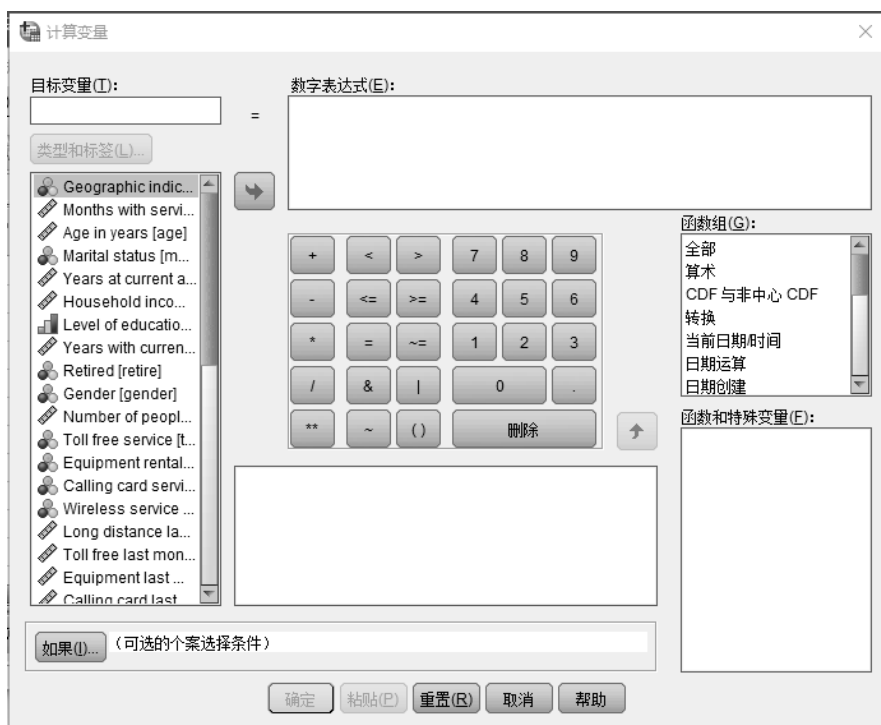 计算变量
目标变量(T):
数字表达式(E):
=
类型和标签(L)...
Geographic indic...
Months with servi...
Age in years [age]
Marital status [m...
Years at current a...
Household inco...
Level of educatio...
Years with curren...
Retired [retire]
Gender [gender]
Number of peopl...
Toll free service [t...
Equipment rental...
Calling card servi...
Wireless service ...
Long distance la...
Toll free last mon...
Equipment last ...
Calling card last
+ < > 7 8 9
- <= >= 4 5 6
* = ~= 1 2 3
/ & | 0 .
** ~ ( ) 删除
函数组(G):
全部
算术
CDF 与非中心 CDF
转换
当前日期/时间
日期运算
日期创建
函数和特殊变量(F):
如果(I)... (可选的个案选择条件)
确定 粘贴(P) 重置(R) 取消 帮助